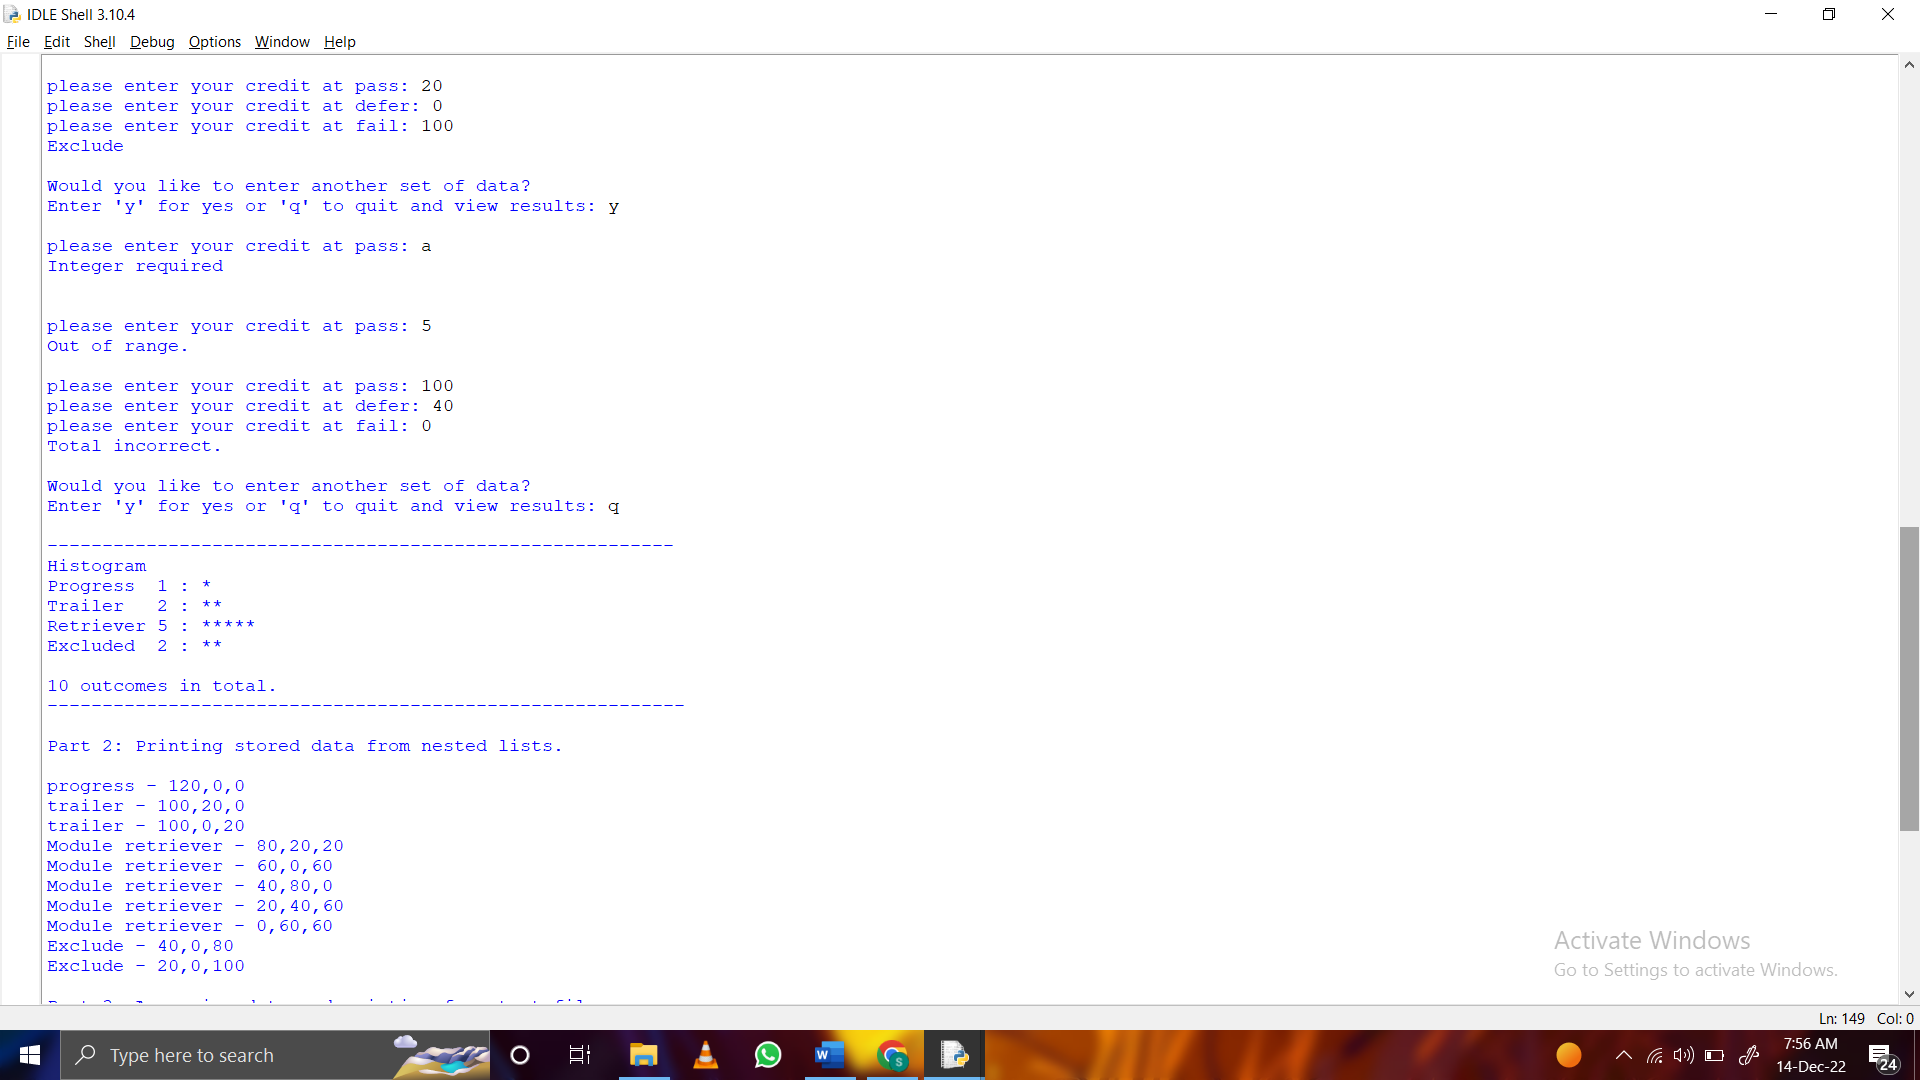 IDLE Shell 3.10.4
File Edit Shell Debug Options Window Help
please enter your credit at pass: 20
please enter your credit at defer: 0
please enter your credit at fail: 100
Exclude
Would you like to enter another set of data?
Enter 'y' for yes or 'q' to quit and view results: y
please enter your credit at pass: a
Integer required
please enter your credit at pass: 5
Out of range.
please enter your credit at pass: 100
please enter your credit at defer: 40
please enter your credit at fail: 0
Total incorrect.
Would you like to enter another set of data?
Enter 'y' for yes or 'q' to quit and view results: q
---------------------------------------------------------
Histogram
Progress  1 : *
Trailer   2 : **
Retriever 5 : *****
Excluded  2 : **
10 outcomes in total.
----------------------------------------------------------
Part 2: Printing stored data from nested lists.
progress - 120,0,0
trailer - 100,20,0
trailer - 100,0,20
Module retriever - 80,20,20
Module retriever - 60,0,60
Module retriever - 40,80,0
Module retriever - 20,40,60
Module retriever - 0,60,60
Exclude - 40,0,80
Exclude - 20,0,100
Activate Windows
Go to Settings to activate Windows.
Ln: 149 Col: 0
Type here to search
7:56 AM
14-Dec-22
24